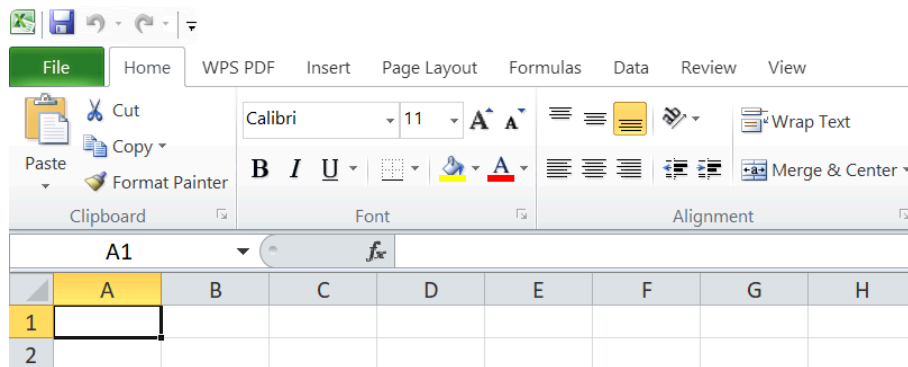 File Home WPS PDF Insert Page Layout Formulas Data Review View
Cut
Calibri 11 A A Wrap Text
Copy
Paste
B I U A Merge & Center
Format Painter
Clipboard Font Alignment
A1 fx
A B C D E F G H
1
2